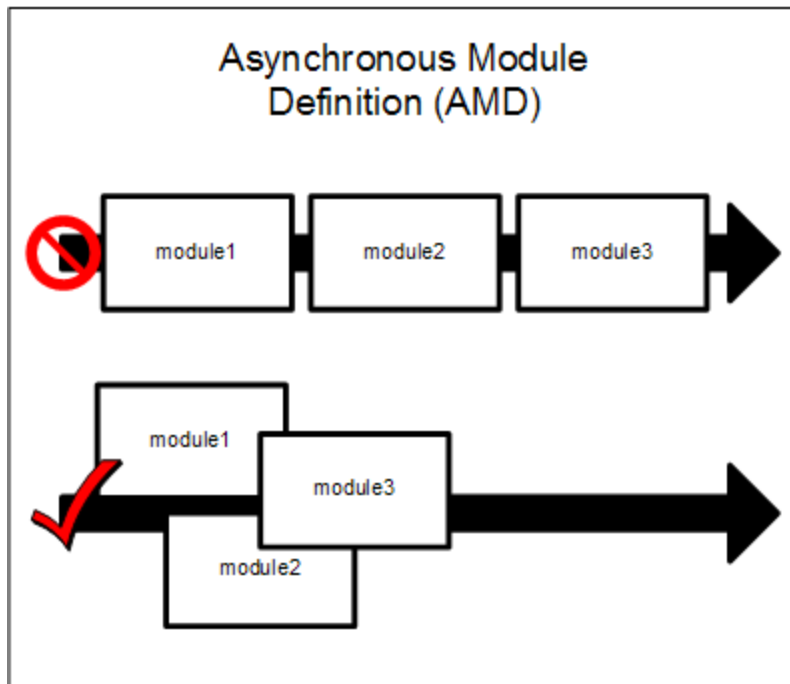 Asynchronous Module
Definition (AMD)
module1
module2
module3
module1
module3
module2